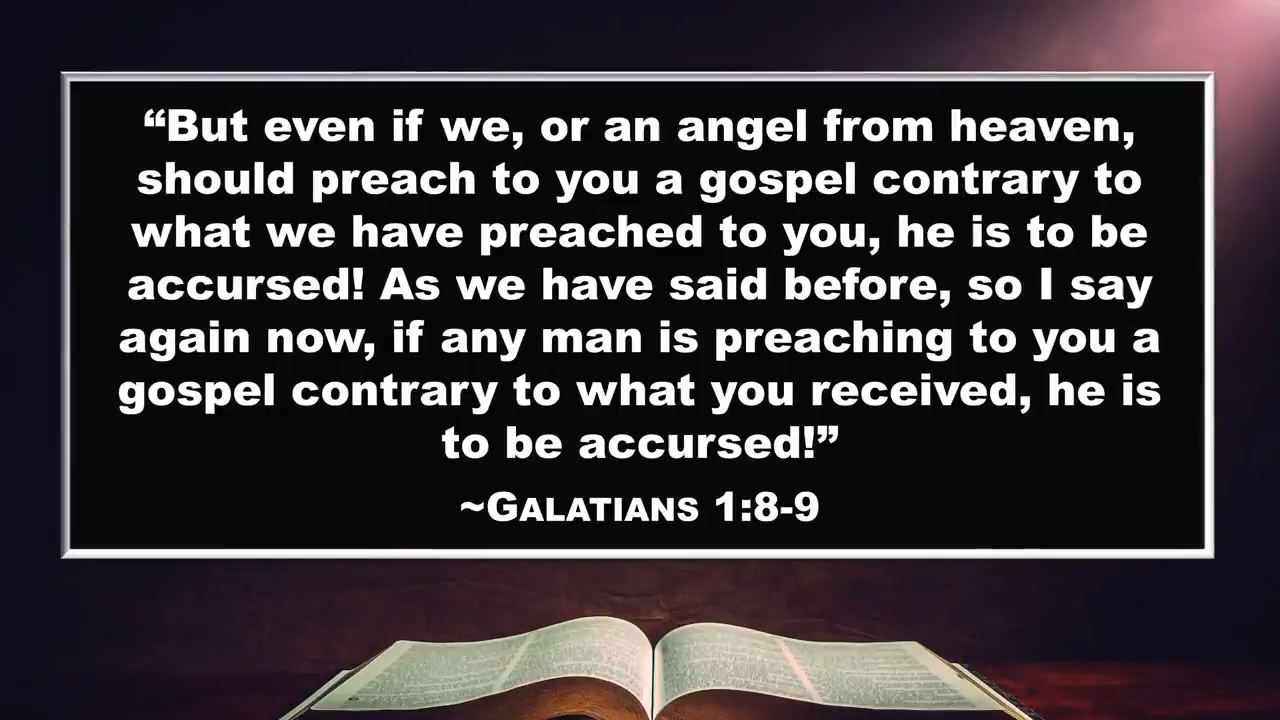 “But even if we, or an angel from heaven,
should preach to you a gospel contrary to
what we have preached to you, he is to be
accursed! As we have said before, so I say
again now, if any man is preaching to you a
gospel contrary to what you received, he is
to be accursed!”
~GALATIANS 1:8-9